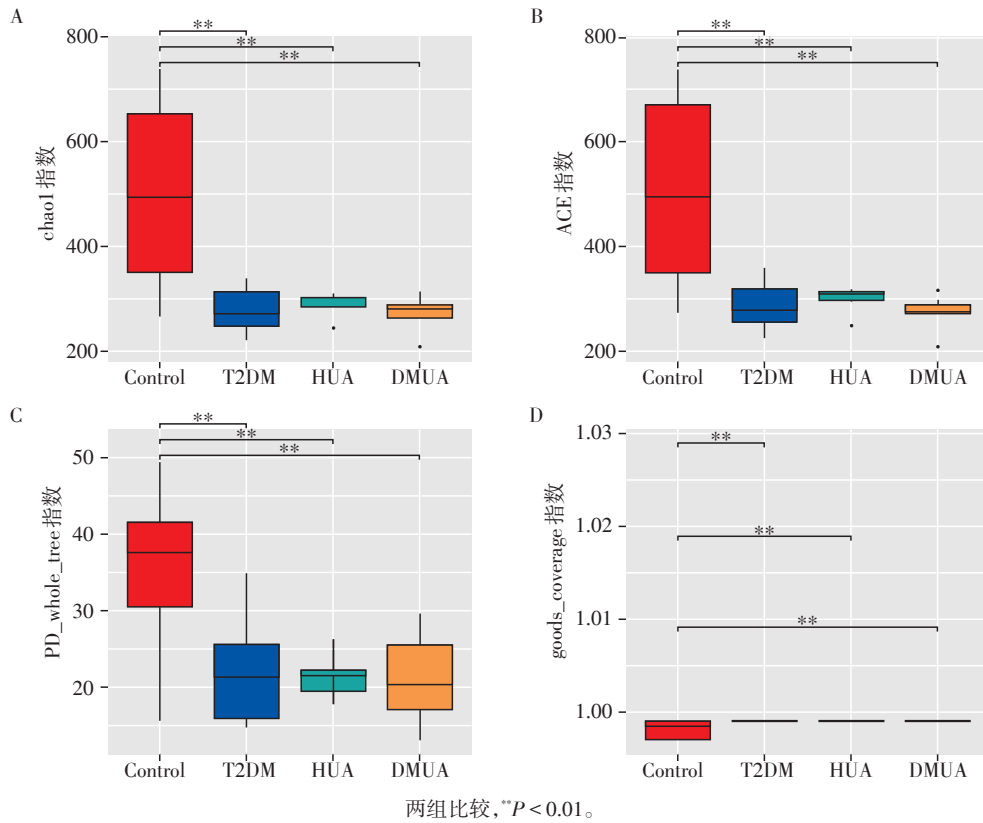 A
chao1指数
800
600
400
200
**
**
**
Control T2DM HUA DMUA
B
ACE指数
800
600
400
200
**
**
**
Control T2DM HUA DMUA
C
PD_whole_tree指数
50
40
30
20
**
**
**
Control T2DM HUA DMUA
D
goods_coverage指数
1.03
1.02
1.01
1.00
**
**
**
Control T2DM HUA DMUA
两组比较,**P<0.01。